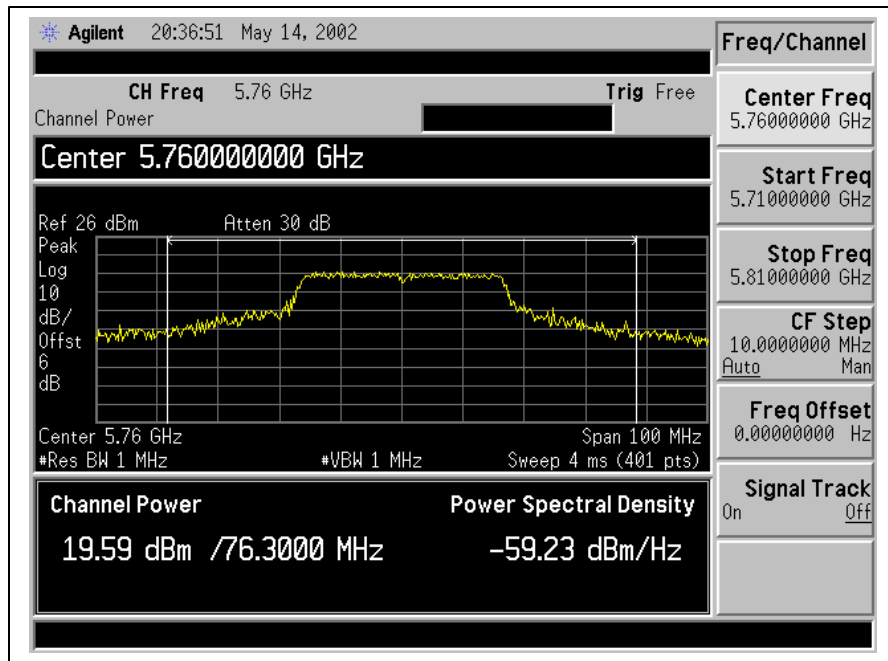 Agilent 20:36:51 May 14, 2002
Freq/Channel
CH Freq 5.76 GHz Trig Free
Channel Power
Center 5.760000000 GHz
Ref 26 dBm Atten 30 dB
Peak
Log
10
dB/
Offst
6
dB
Center 5.76 GHz Span 100 MHz
#Res BW 1 MHz #VBW 1 MHz Sweep 4 ms (401 pts)
Channel Power Power Spectral Density
19.59 dBm /76.3000 MHz -59.23 dBm/Hz
Center Freq
5.76000000 GHz
Start Freq
5.71000000 GHz
Stop Freq
5.81000000 GHz
CF Step
10.0000000 MHz
Auto Man
Freq Offset
0.00000000 Hz
Signal Track
On Off